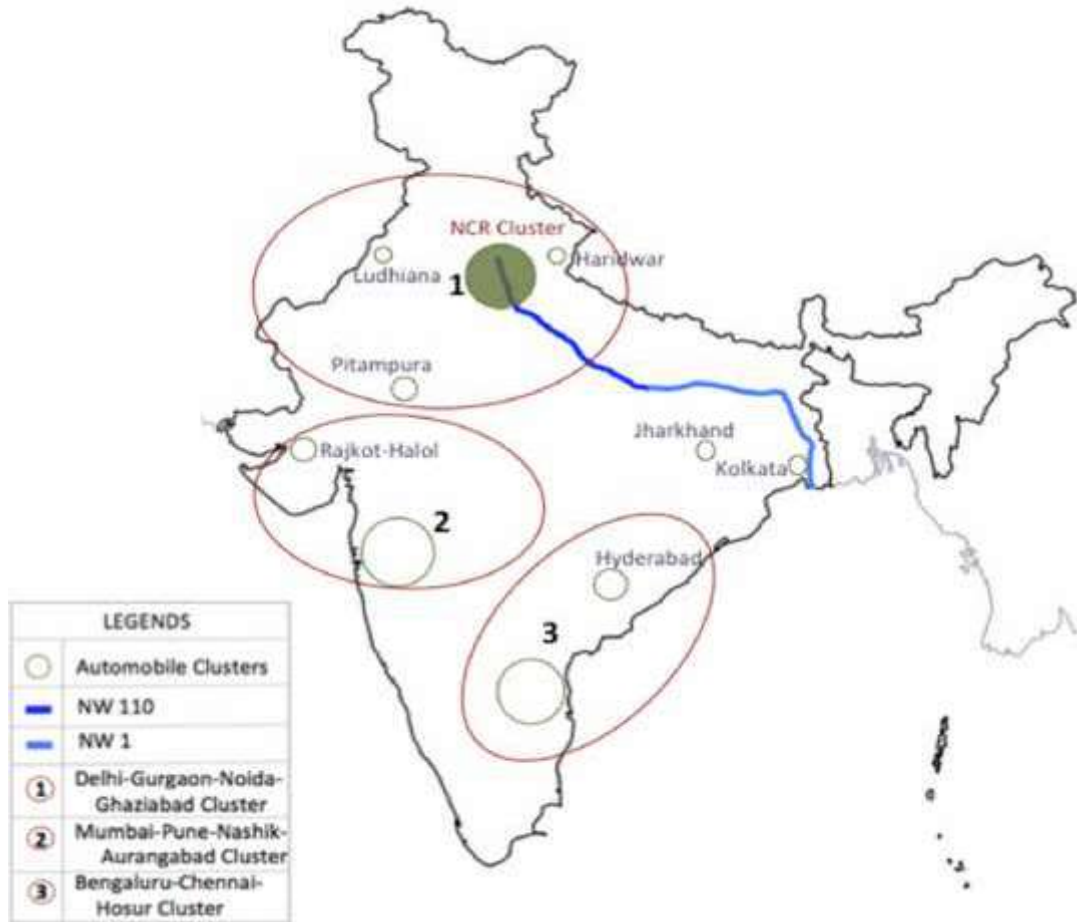 NCR Cluster
Ludhiana
Haridwar
1
Pitampura
Rajkot-Halol
Jharkhand
Kolkata
2
Hyderabad
3
LEGENDS
Automobile Clusters
NW 110
NW 1
1 Delhi-Gurgaon-Noida-
Ghaziabad Cluster
2 Mumbai-Pune-Nashik-
Aurangabad Cluster
3 Bengaluru-Chennai-
Hosur Cluster